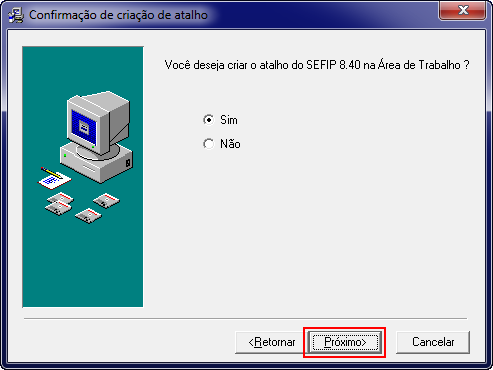 Confirmação de criação de atalho
Você deseja criar o atalho do SEFIP 8.40 na Área de Trabalho ?
Sim
Não
<Retornar
Próximo>
Cancelar